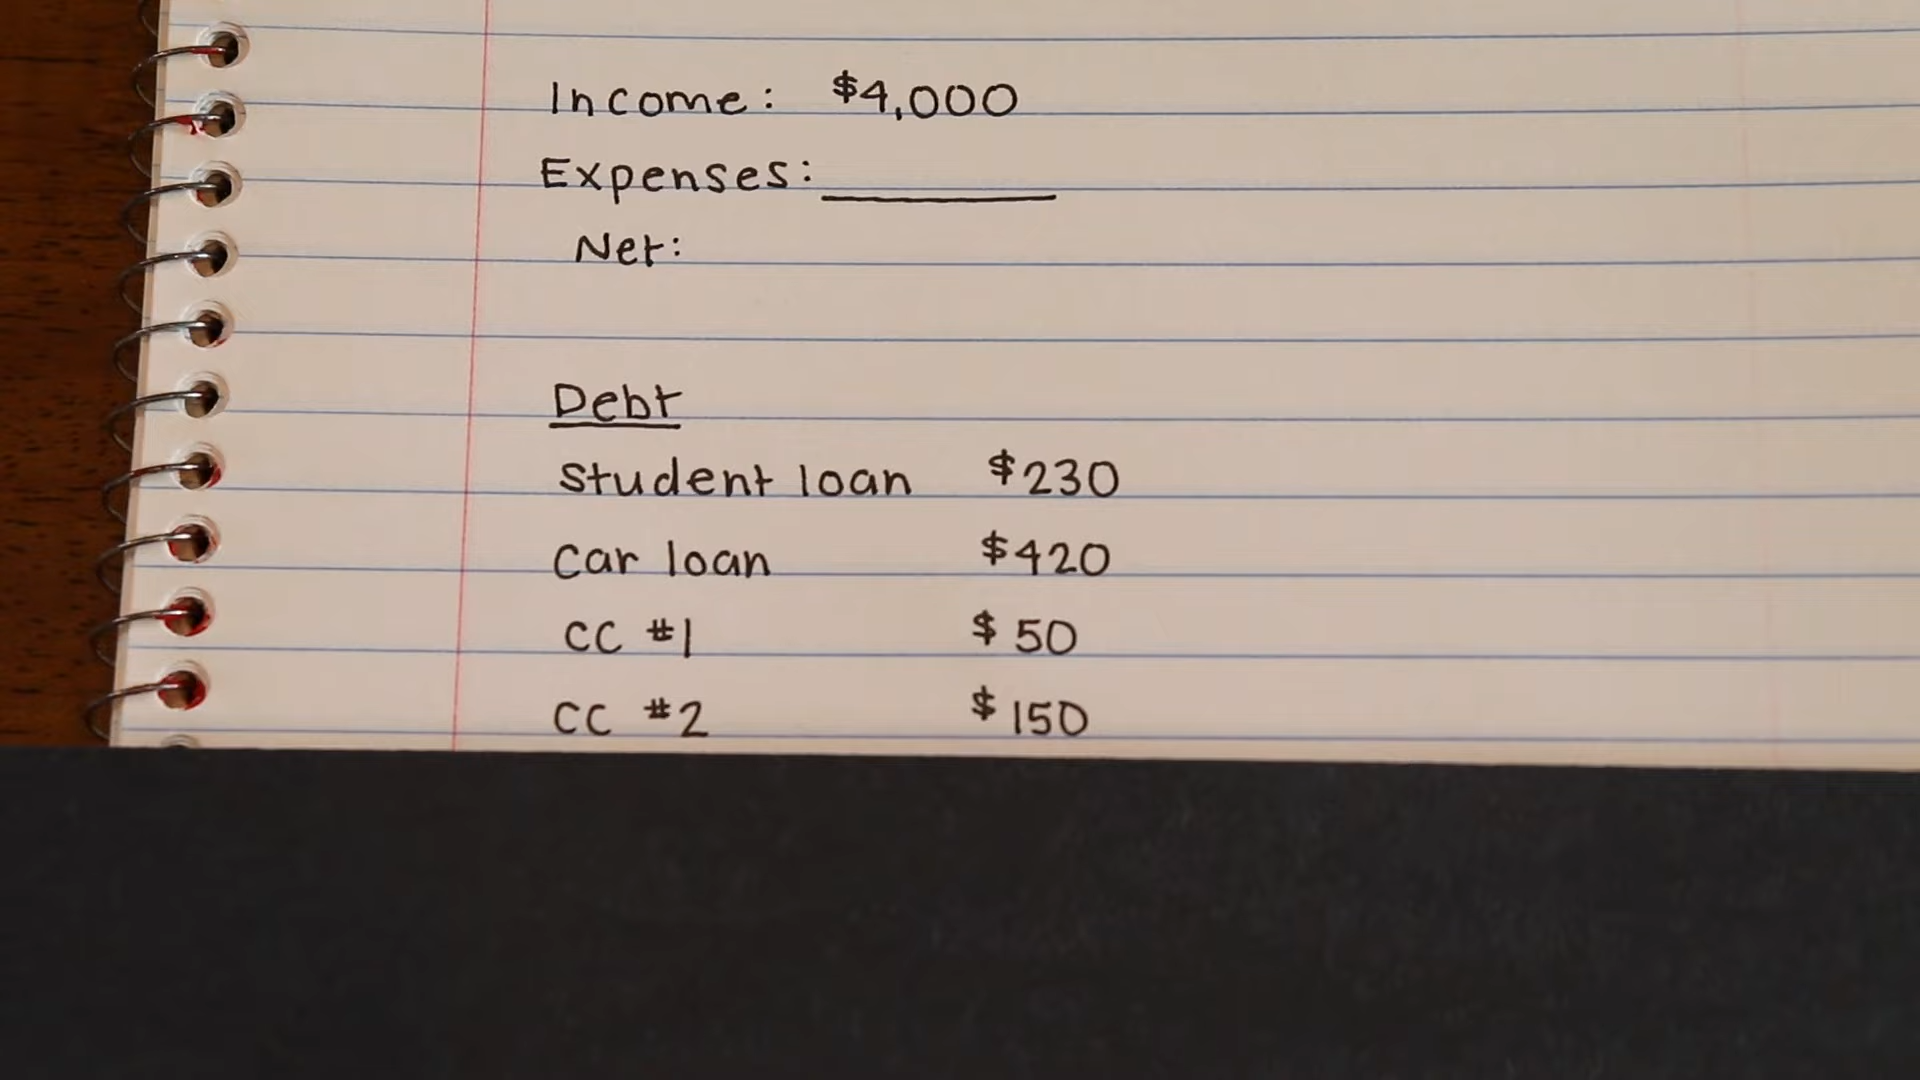 Income: $4,000
Expenses:
Net:
Debt
Student loan $230
Car loan $420
CC #1 $50
CC #2 $150